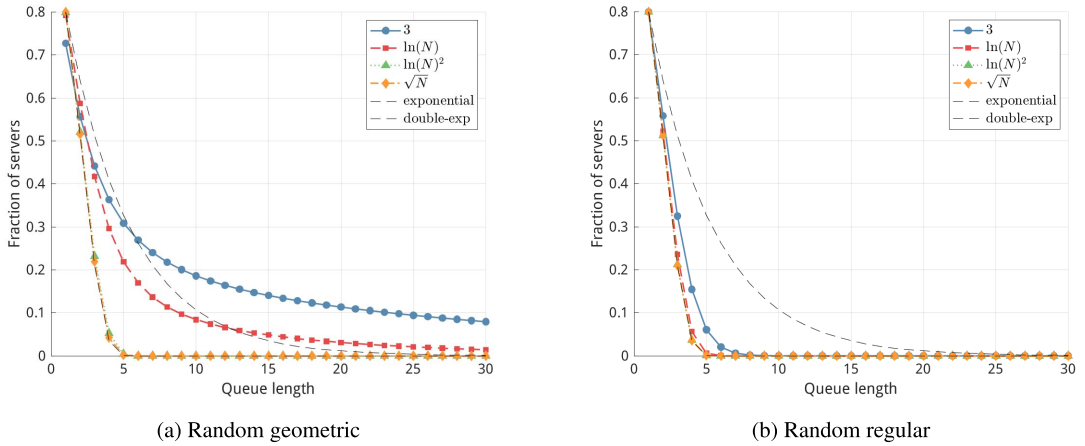 0.8
0.7
0.6
0.5
0.4
0.3
0.2
0.1
0
Fraction of servers
0
5
10
15
20
25
30
Queue length
3
ln(N)
ln(N)²
√N
exponential
double-exp
(a) Random geometric
0.8
0.7
0.6
0.5
0.4
0.3
0.2
0.1
0
Fraction of servers
0
5
10
15
20
25
30
Queue length
3
ln(N)
ln(N)²
√N
exponential
double-exp
(b) Random regular